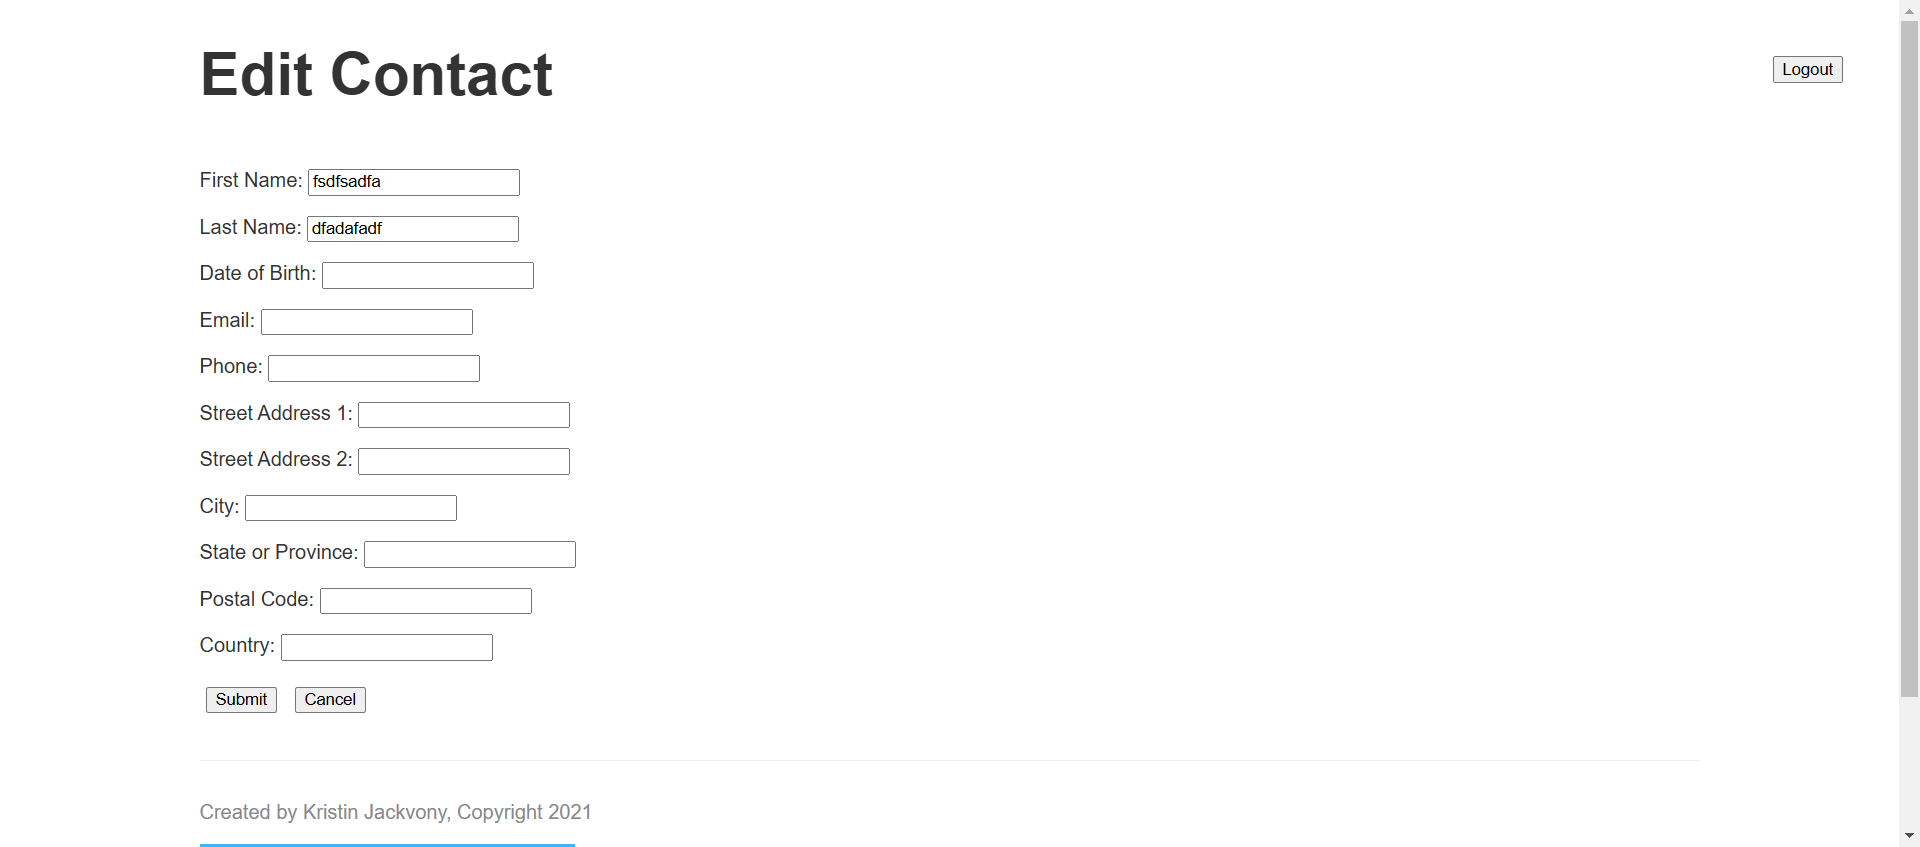 Edit Contact
Logout
First Name: fsdfsadfa
Last Name: dfadafadf
Date of Birth:
Email:
Phone:
Street Address 1:
Street Address 2:
City:
State or Province:
Postal Code:
Country:
Submit Cancel
Created by Kristin Jackvony, Copyright 2021